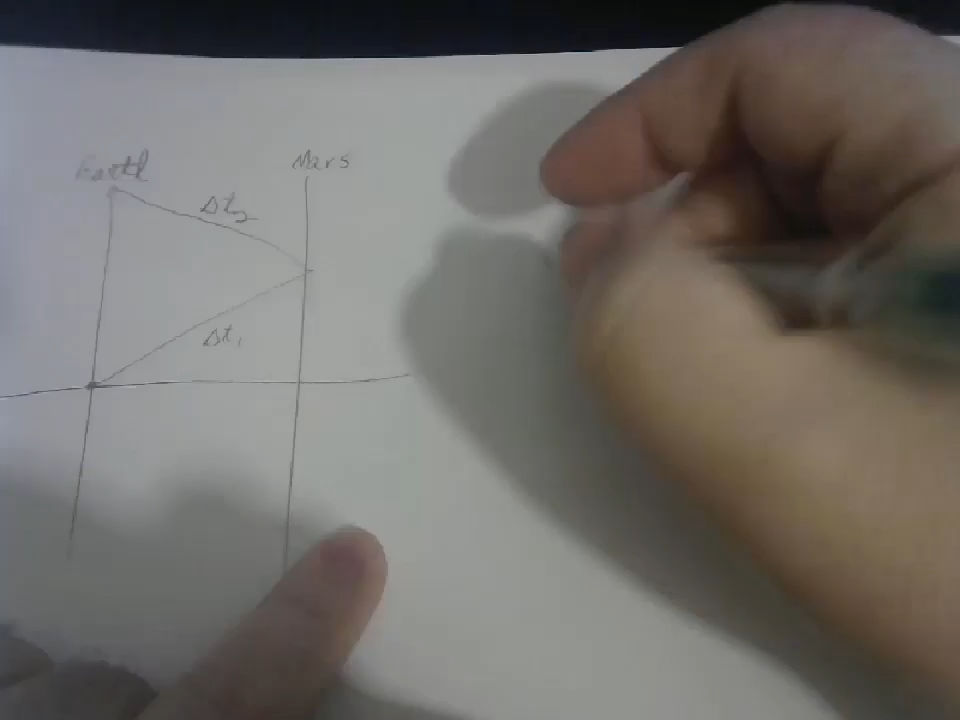 Earth
Mars
Δt₂
Δt₁